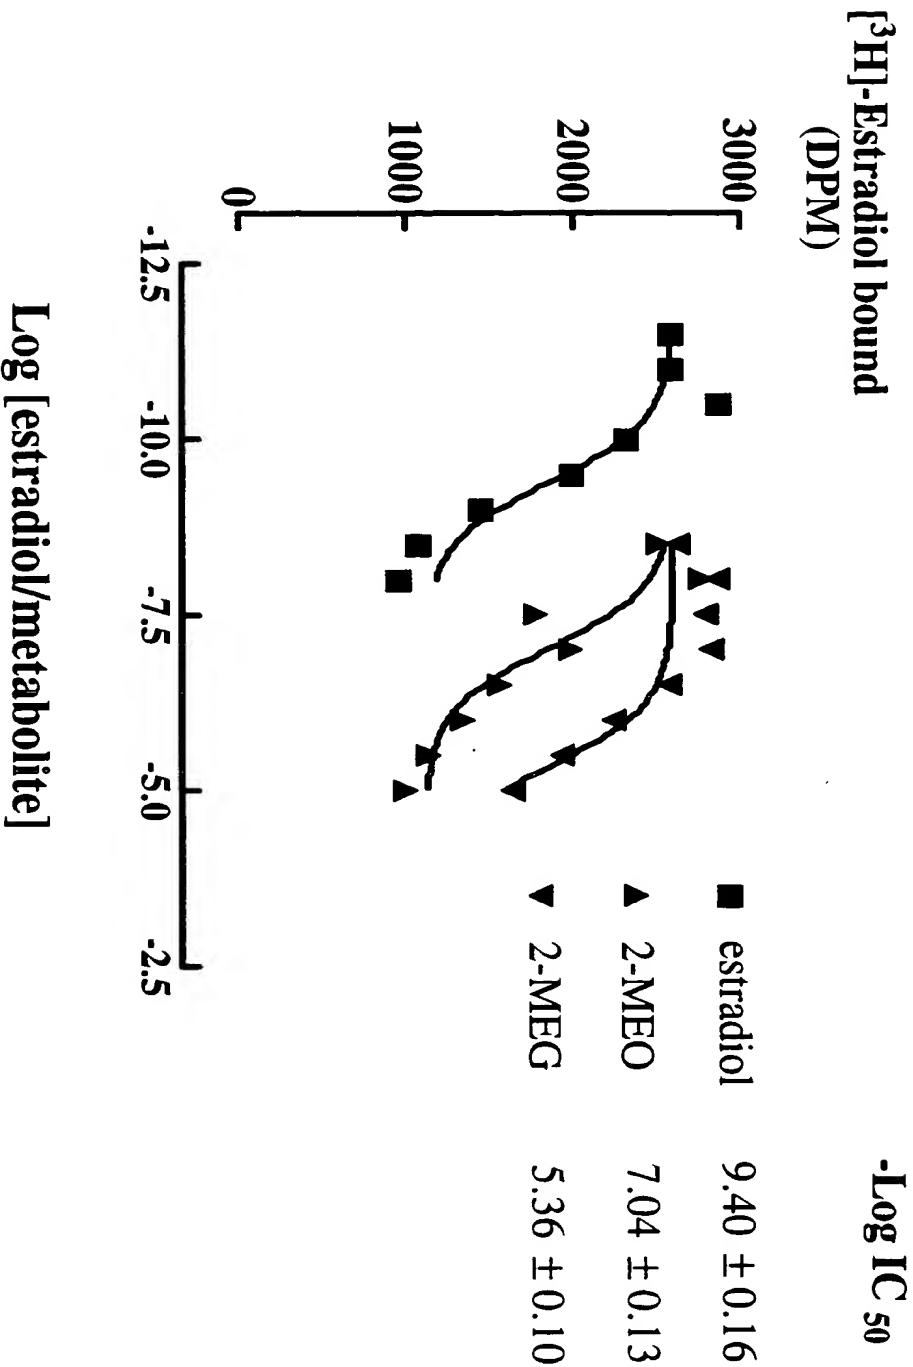 [³H]-Estradiol bound
(DPM)
3000
2000
1000
0
-12.5
-10.0
-7.5
-5.0
-2.5
Log [estradiol/metabolite]
-Log IC 50
estradiol 9.40 ±0.16
2-MEO 7.04 ±0.13
2-MEG 5.36 ±0.10